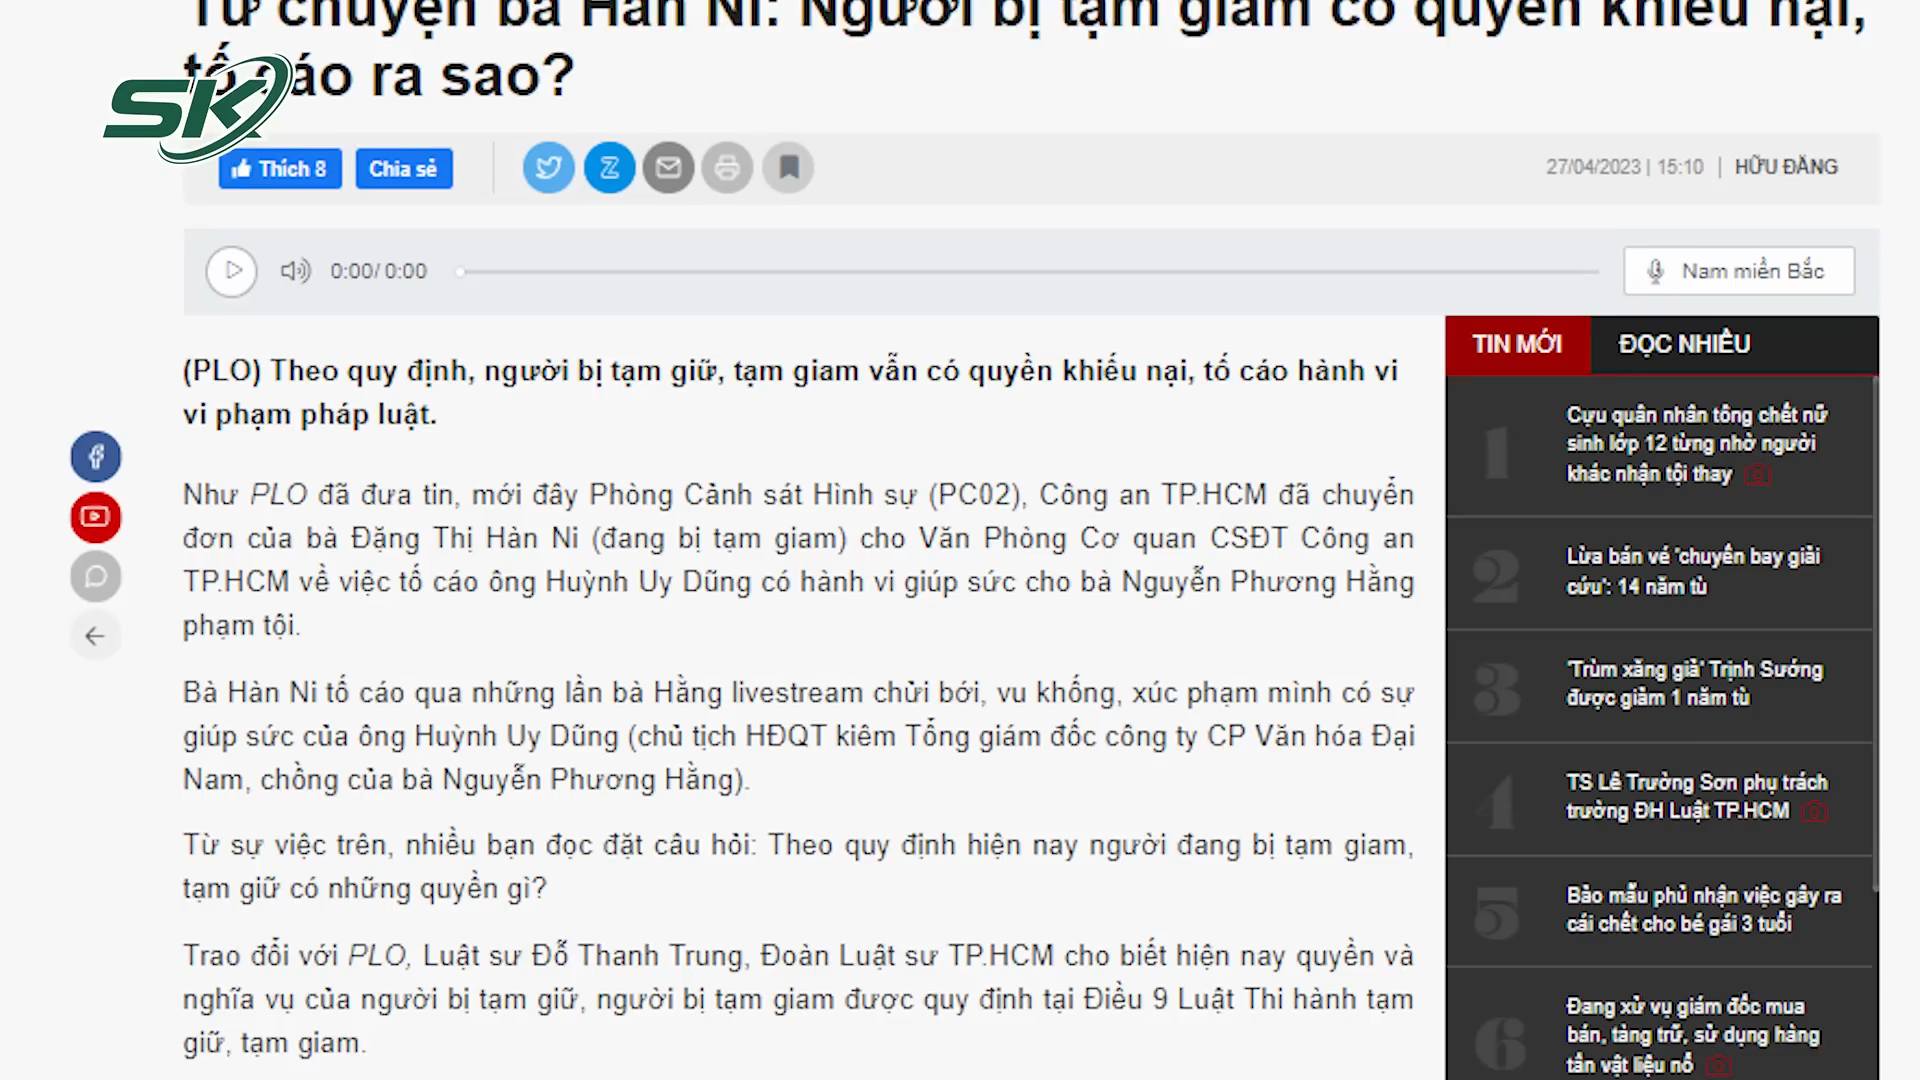 Từ chuyện bà Hàn Ni: Người bị tạm giam có quyền khiếu nại,
tố cáo ra sao?
SK
Thích 8
Chia sẻ
27/04/2023 | 15:10 | HỮU ĐĂNG
0:00/ 0:00
Nam miền Bắc
(PLO) Theo quy định, người bị tạm giữ, tạm giam vẫn có quyền khiếu nại, tố cáo hành vi
vi phạm pháp luật.
Như PLO đã đưa tin, mới đây Phòng Cảnh sát Hình sự (PC02), Công an TP.HCM đã chuyển
đơn của bà Đặng Thị Hàn Ni (đang bị tạm giam) cho Văn Phòng Cơ quan CSĐT Công an
TP.HCM về việc tố cáo ông Huỳnh Uy Dũng có hành vi giúp sức cho bà Nguyễn Phương Hằng
phạm tội.
Bà Hàn Ni tố cáo qua những lần bà Hằng livestream chửi bới, vu khống, xúc phạm mình có sự
giúp sức của ông Huỳnh Uy Dũng (chủ tịch HĐQT kiêm Tổng giám đốc công ty CP Văn hóa Đại
Nam, chồng của bà Nguyễn Phương Hằng).
Từ sự việc trên, nhiều bạn đọc đặt câu hỏi: Theo quy định hiện nay người đang bị tạm giam,
tạm giữ có những quyền gì?
Trao đổi với PLO, Luật sư Đỗ Thanh Trung, Đoàn Luật sư TP.HCM cho biết hiện nay quyền và
nghĩa vụ của người bị tạm giữ, người bị tạm giam được quy định tại Điều 9 Luật Thi hành tạm
giữ, tạm giam.
TIN MỚI
ĐỌC NHIỀU
1
Cựu quân nhân tông chết nữ
sinh lớp 12 từng nhờ người
khác nhận tội thay
2
Lừa bán vé 'chuyến bay giải
cứu': 14 năm tù
3
'Trùm xăng giả' Trịnh Sướng
được giảm 1 năm tù
4
TS Lê Trường Sơn phụ trách
trường ĐH Luật TP.HCM
5
Bảo mẫu phủ nhận việc gây ra
cái chết cho bé gái 3 tuổi
6
Đang xử vụ giám đốc mua
bán, tàng trữ, sử dụng hàng
tấn vật liệu nổ